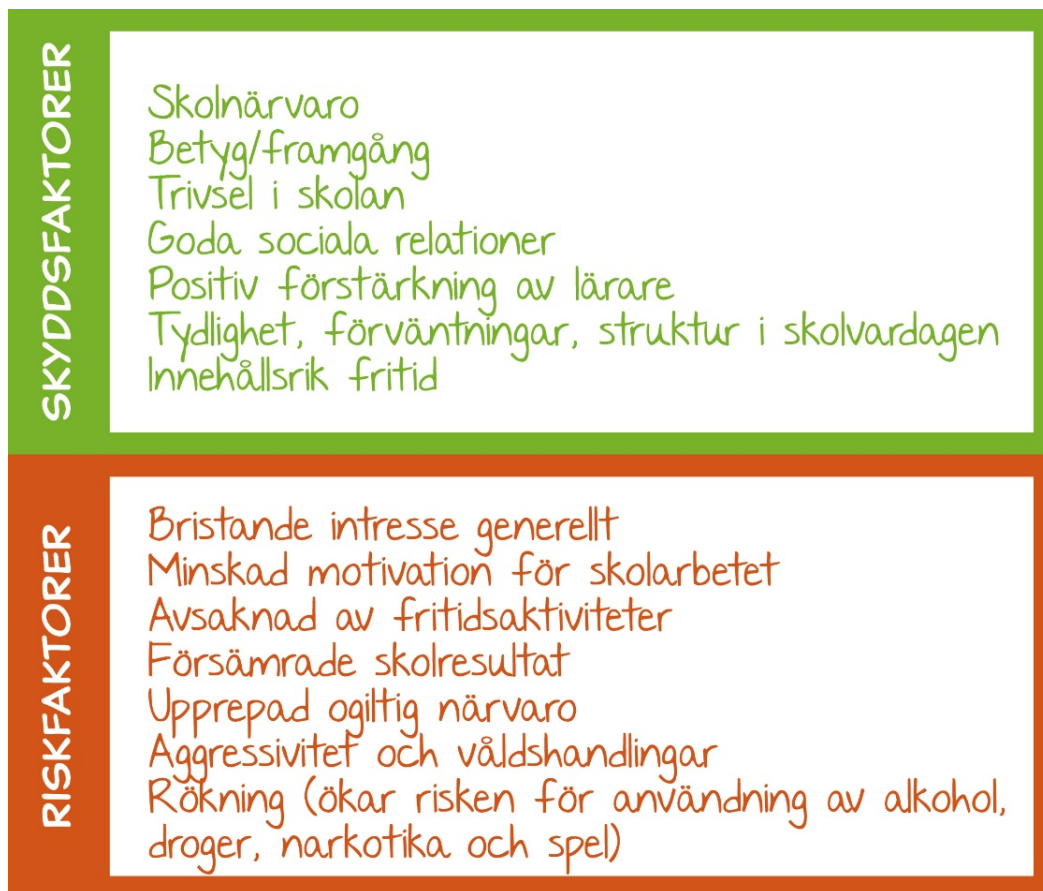 SKYDDSFAKTORER
Skolnärvaro
Betyg/framgång
Trivsel i skolan
Goda sociala relationer
Positiv förstärkning av lärare
Tydlighet, förväntningar, struktur i skolvardagen
Innehållsrik fritid
RISKFAKTORER
Bristande intresse generellt
Minskad motivation för skolarbetet
Avsaknad av fritidsaktiviteter
Försämrade skolresultat
Upprepad ogiltig närvaro
Aggressivitet och våldshandlingar
Rökning (ökar risken för användning av alkohol,
droger, narkotika och spel)